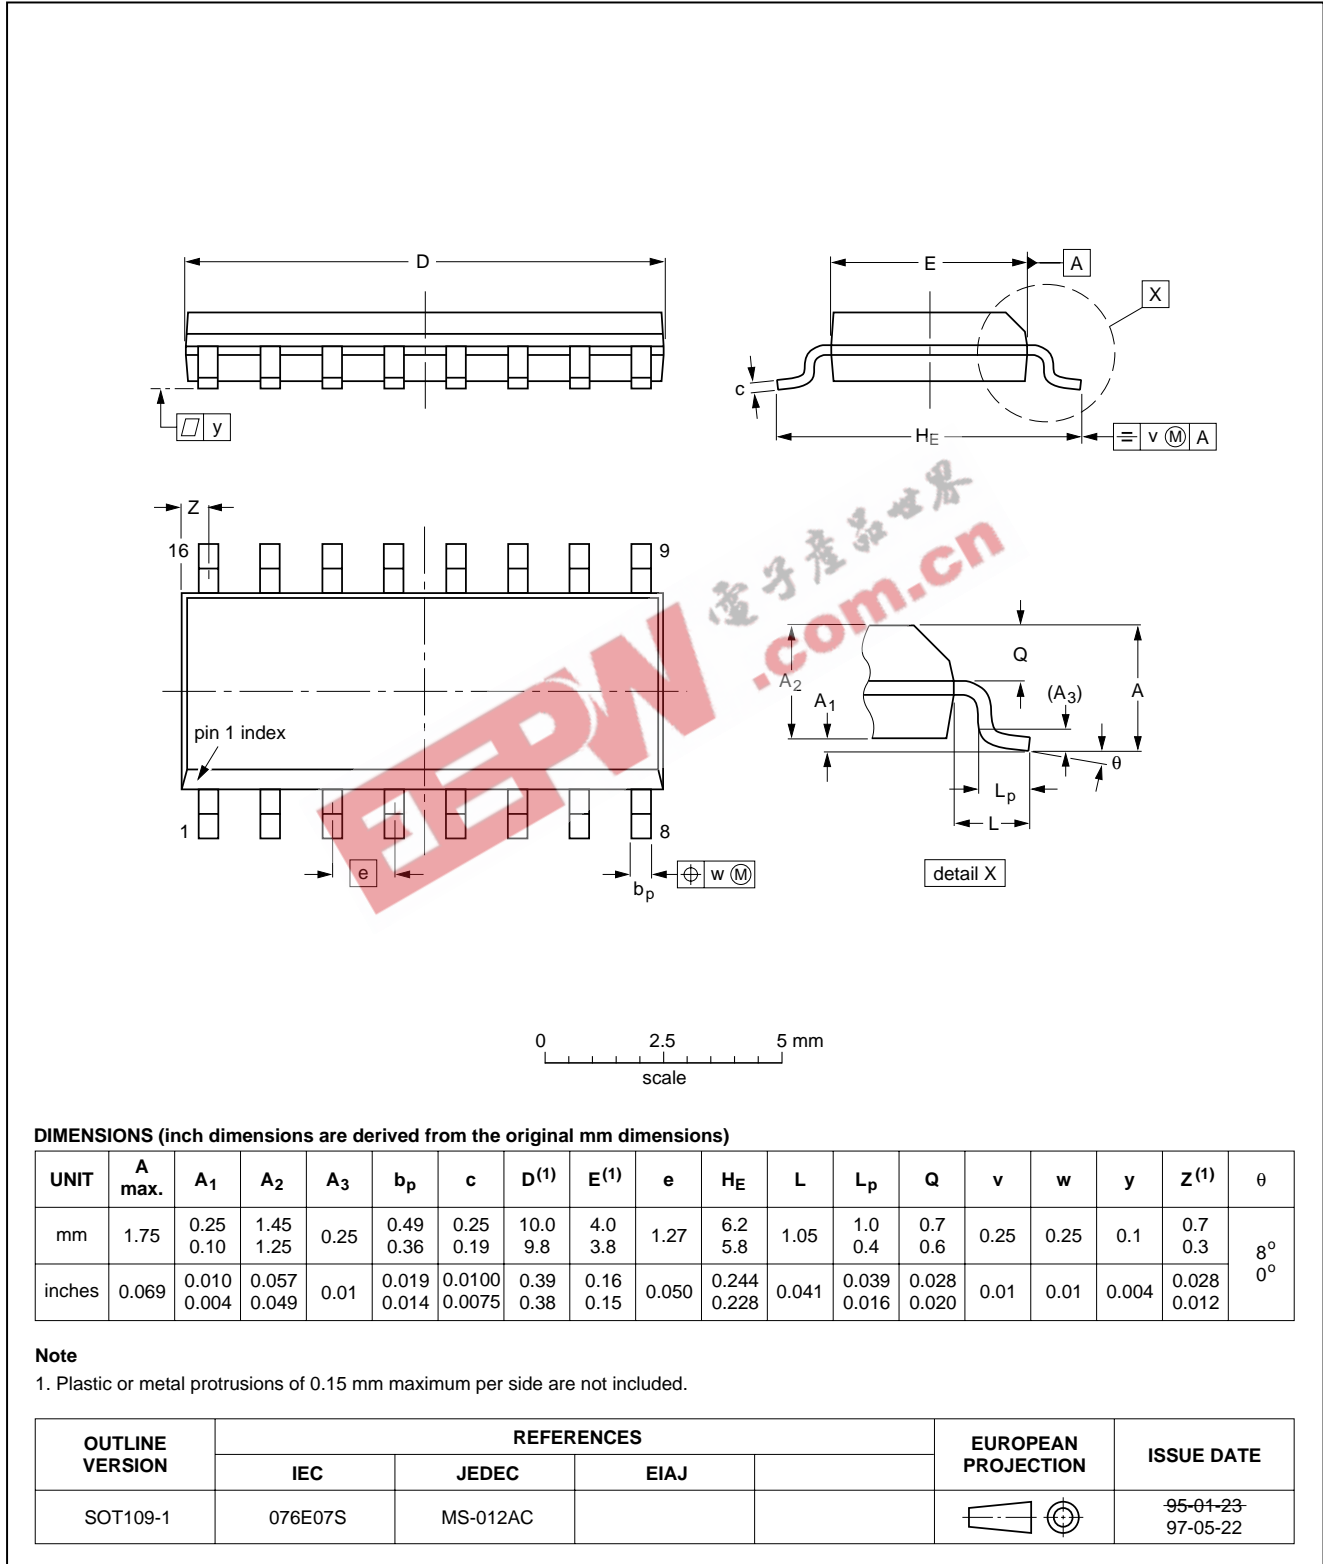 D
E
A
X
c
y
HE
v M A
Z
16
9
電子產品世界
.com.cn
EEPW
pin 1 index
1
8
e
bp
w M
Q
A2
A1
(A3)
A
θ
Lp
L
detail X
0 2.5 5 mm
scale
DIMENSIONS (inch dimensions are derived from the original mm dimensions)
UNIT A max. A1 A2 A3 bp c D(1) E(1) e HE L Lp Q v w y Z(1) θ
mm 1.75 0.25 0.10 1.45 1.25 0.25 0.49 0.36 0.25 0.19 10.0 9.8 4.0 3.8 1.27 6.2 5.8 1.05 1.0 0.4 0.7 0.6 0.25 0.25 0.1 0.7 0.3 8o 0o
inches 0.069 0.010 0.004 0.057 0.049 0.01 0.019 0.014 0.0100 0.0075 0.39 0.38 0.16 0.15 0.050 0.244 0.228 0.041 0.039 0.016 0.028 0.020 0.01 0.01 0.004 0.028 0.012
Note
1. Plastic or metal protrusions of 0.15 mm maximum per side are not included.
OUTLINE VERSION REFERENCES EUROPEAN PROJECTION ISSUE DATE
IEC JEDEC EIAJ
SOT109-1 076E07S MS-012AC 95-01-23
97-05-22